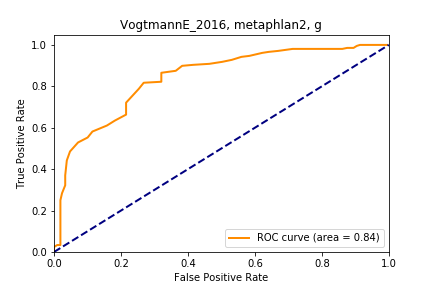 VogtmannE_2016, metaphlan2, g
True Positive Rate
1.0
0.8
0.6
0.4
0.2
0.0
ROC curve (area = 0.84)
0.0 0.2 0.4 0.6 0.8 1.0
False Positive Rate